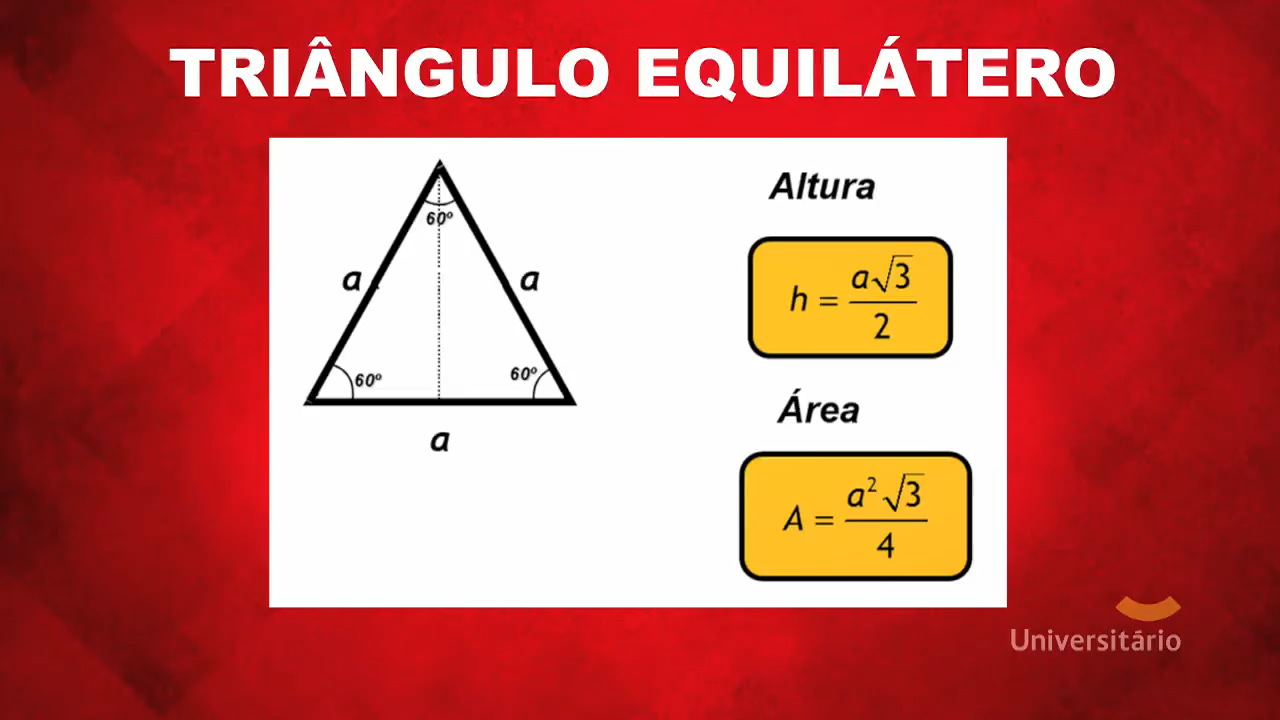 TRIÂNGULO EQUILÁTERO
Altura
60º
a
a
h = a√3/2
60º
60º
Área
a
A = a²√3/4
Universitário